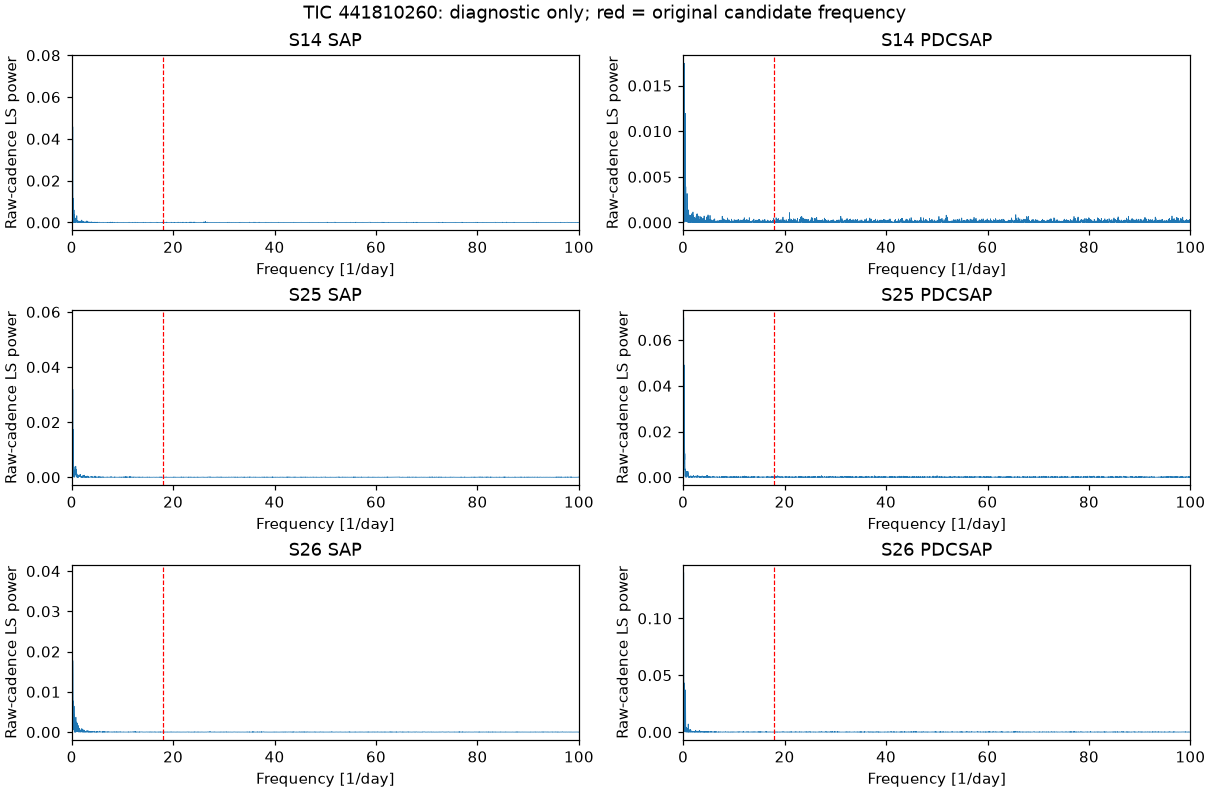 TIC 441810260: diagnostic only; red = original candidate frequency
S14 SAP
Raw-cadence LS power
0.08
0.06
0.04
0.02
0.00
0 20 40 60 80 100
Frequency [1/day]
S14 PDCSAP
Raw-cadence LS power
0.015
0.010
0.005
0.000
0 20 40 60 80 100
Frequency [1/day]
S25 SAP
Raw-cadence LS power
0.06
0.04
0.02
0.00
0 20 40 60 80 100
Frequency [1/day]
S25 PDCSAP
Raw-cadence LS power
0.06
0.04
0.02
0.00
0 20 40 60 80 100
Frequency [1/day]
S26 SAP
Raw-cadence LS power
0.04
0.03
0.02
0.01
0.00
0 20 40 60 80 100
Frequency [1/day]
S26 PDCSAP
Raw-cadence LS power
0.10
0.05
0.00
0 20 40 60 80 100
Frequency [1/day]